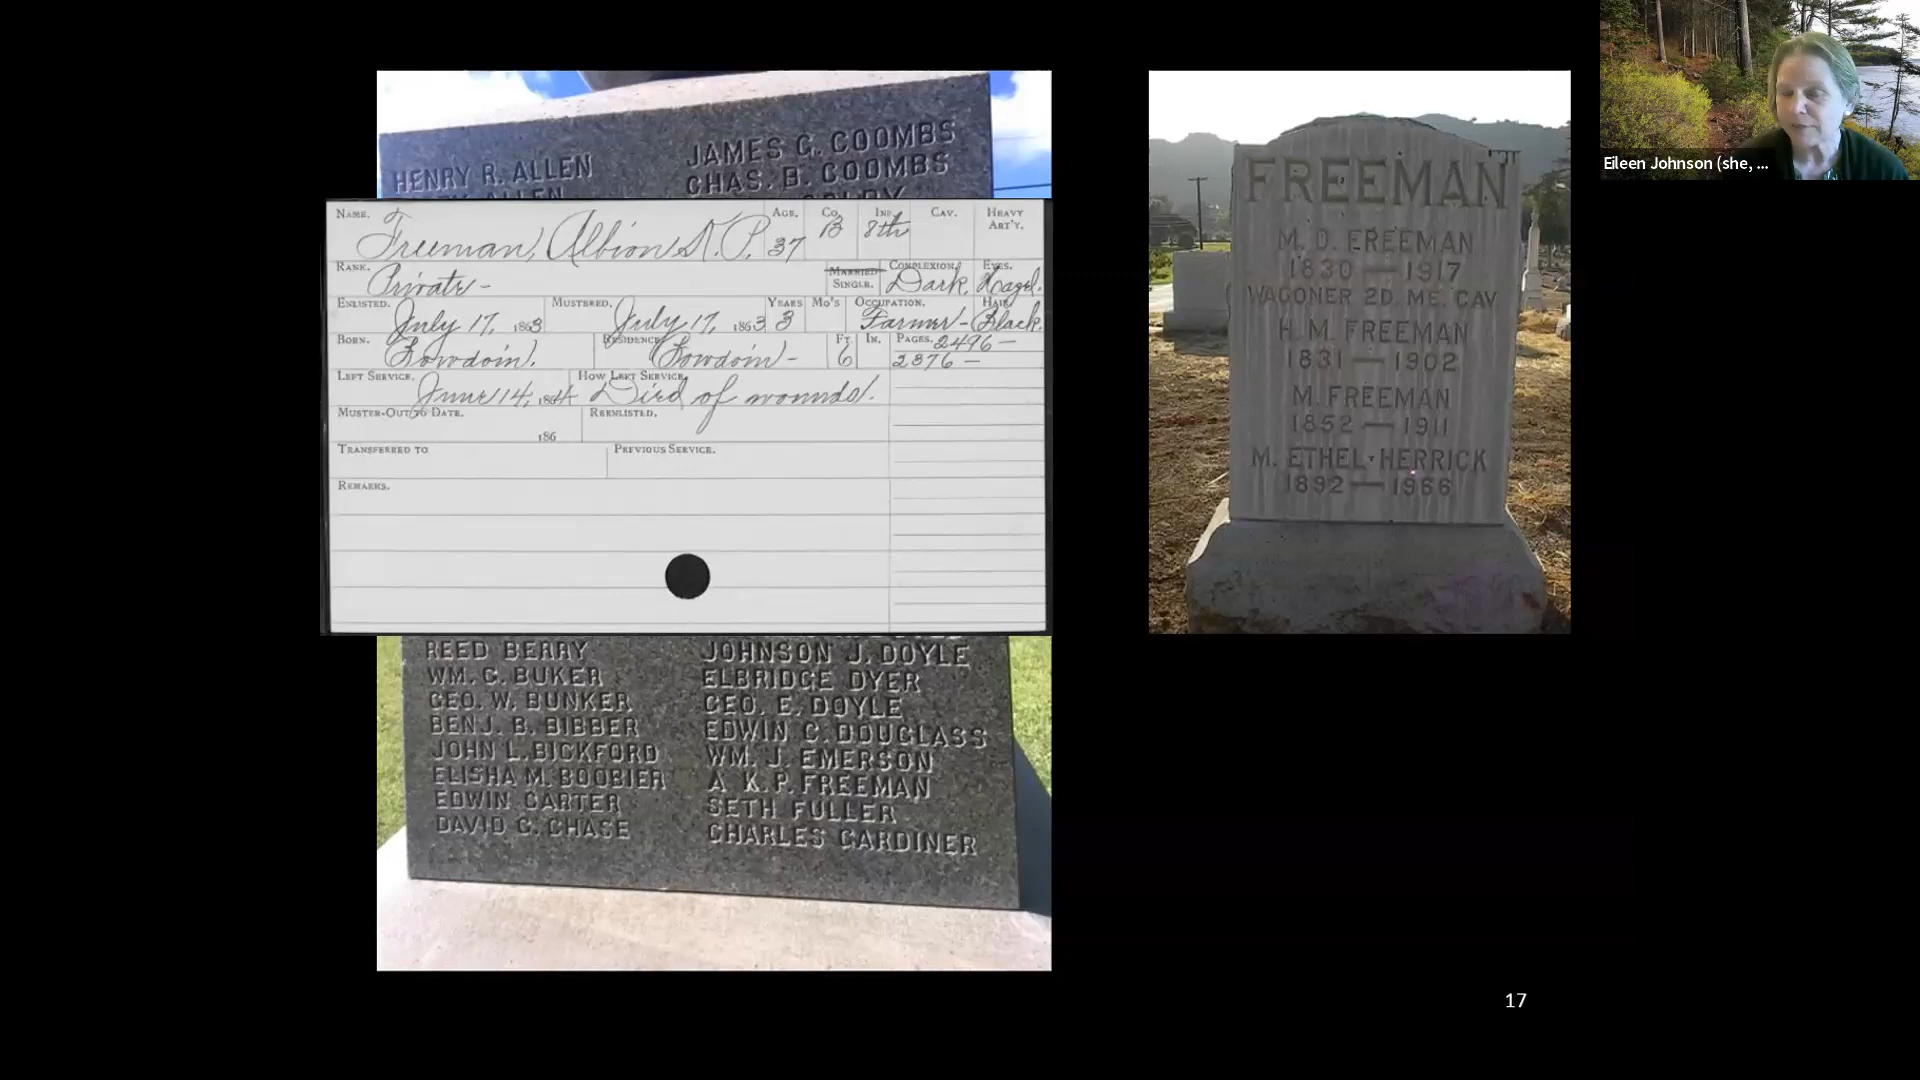 HENRY R. ALLEN
JAMES G. COOMBS
CHAS. B. COOMBS
NAME. Freeman, Albion K. P.
AGE. 37
Co. B
INF. 8th
CAV.
HEAVY ART'Y.
RANK. Private -
MARRIED SINGLE.
COMPLEXION. Dark.
EYES. Hazel.
ENLISTED. July 17, 1863
MUSTERED. July 17, 1863
YEARS 3
MO'S
OCCUPATION. Farmer -
HAIR. Black.
BORN. Bowdoin.
RESIDENCE. Bowdoin -
FT. 6
IN.
PAGES. 2496 -
2876 -
LEFT SERVICE. June 14, 1864
HOW LEFT SERVICE. Died of wounds.
MUSTER-OUT TO DATE. 186
REENLISTED.
TRANSFERRED TO
PREVIOUS SERVICE.
REMARKS.
REED BERRY
WM. G. BUKER
GEO. W. BUNKER
BENJ. B. BIBBER
JOHN L. BICKFORD
ELISHA M. BOOBIER
EDWIN CARTER
DAVID G. CHASE
JOHNSON J. DOYLE
ELBRIDGE DYER
GEO. E. DOYLE
EDWIN C. DOUGLASS
WM. J. EMERSON
A K. P. FREEMAN
SETH FULLER
CHARLES GARDINER
FREEMAN
M. D. FREEMAN
1830 — 1917
WAGONER 2D. ME. CAV
H. M. FREEMAN
1831 — 1902
M. FREEMAN
1852 — 1911
M. ETHEL HERRICK
1892 — 1966
Eileen Johnson (she, ...
17